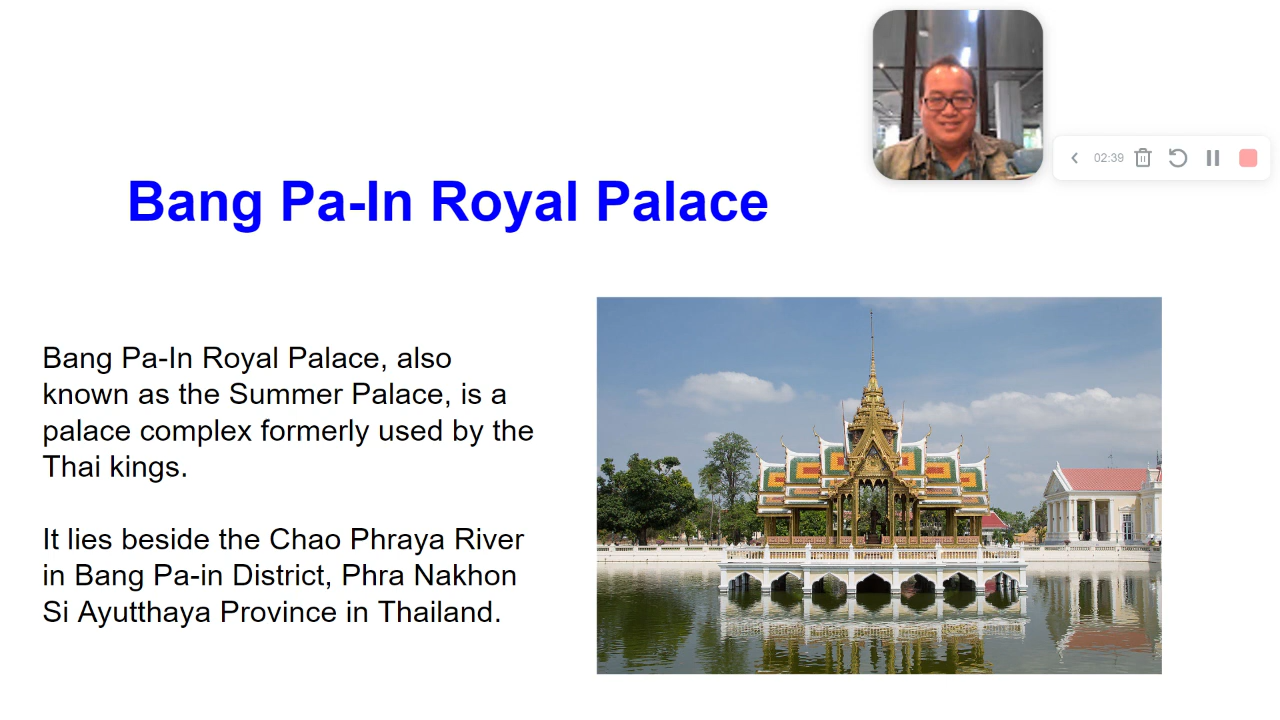 02:39
Bang Pa-In Royal Palace
Bang Pa-In Royal Palace, also
known as the Summer Palace, is a
palace complex formerly used by the
Thai kings.
It lies beside the Chao Phraya River
in Bang Pa-in District, Phra Nakhon
Si Ayutthaya Province in Thailand.